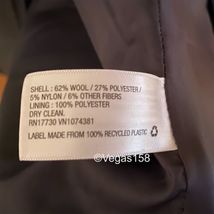 SHELL : 62% WOOL / 27% POLYESTER /
5% NYLON / 6% OTHER FIBERS
LINING : 100% POLYESTER
DRY CLEAN.
RN17730 VN1074381
LABEL MADE FROM 100% RECYCLED PLASTIC
©Vegas158